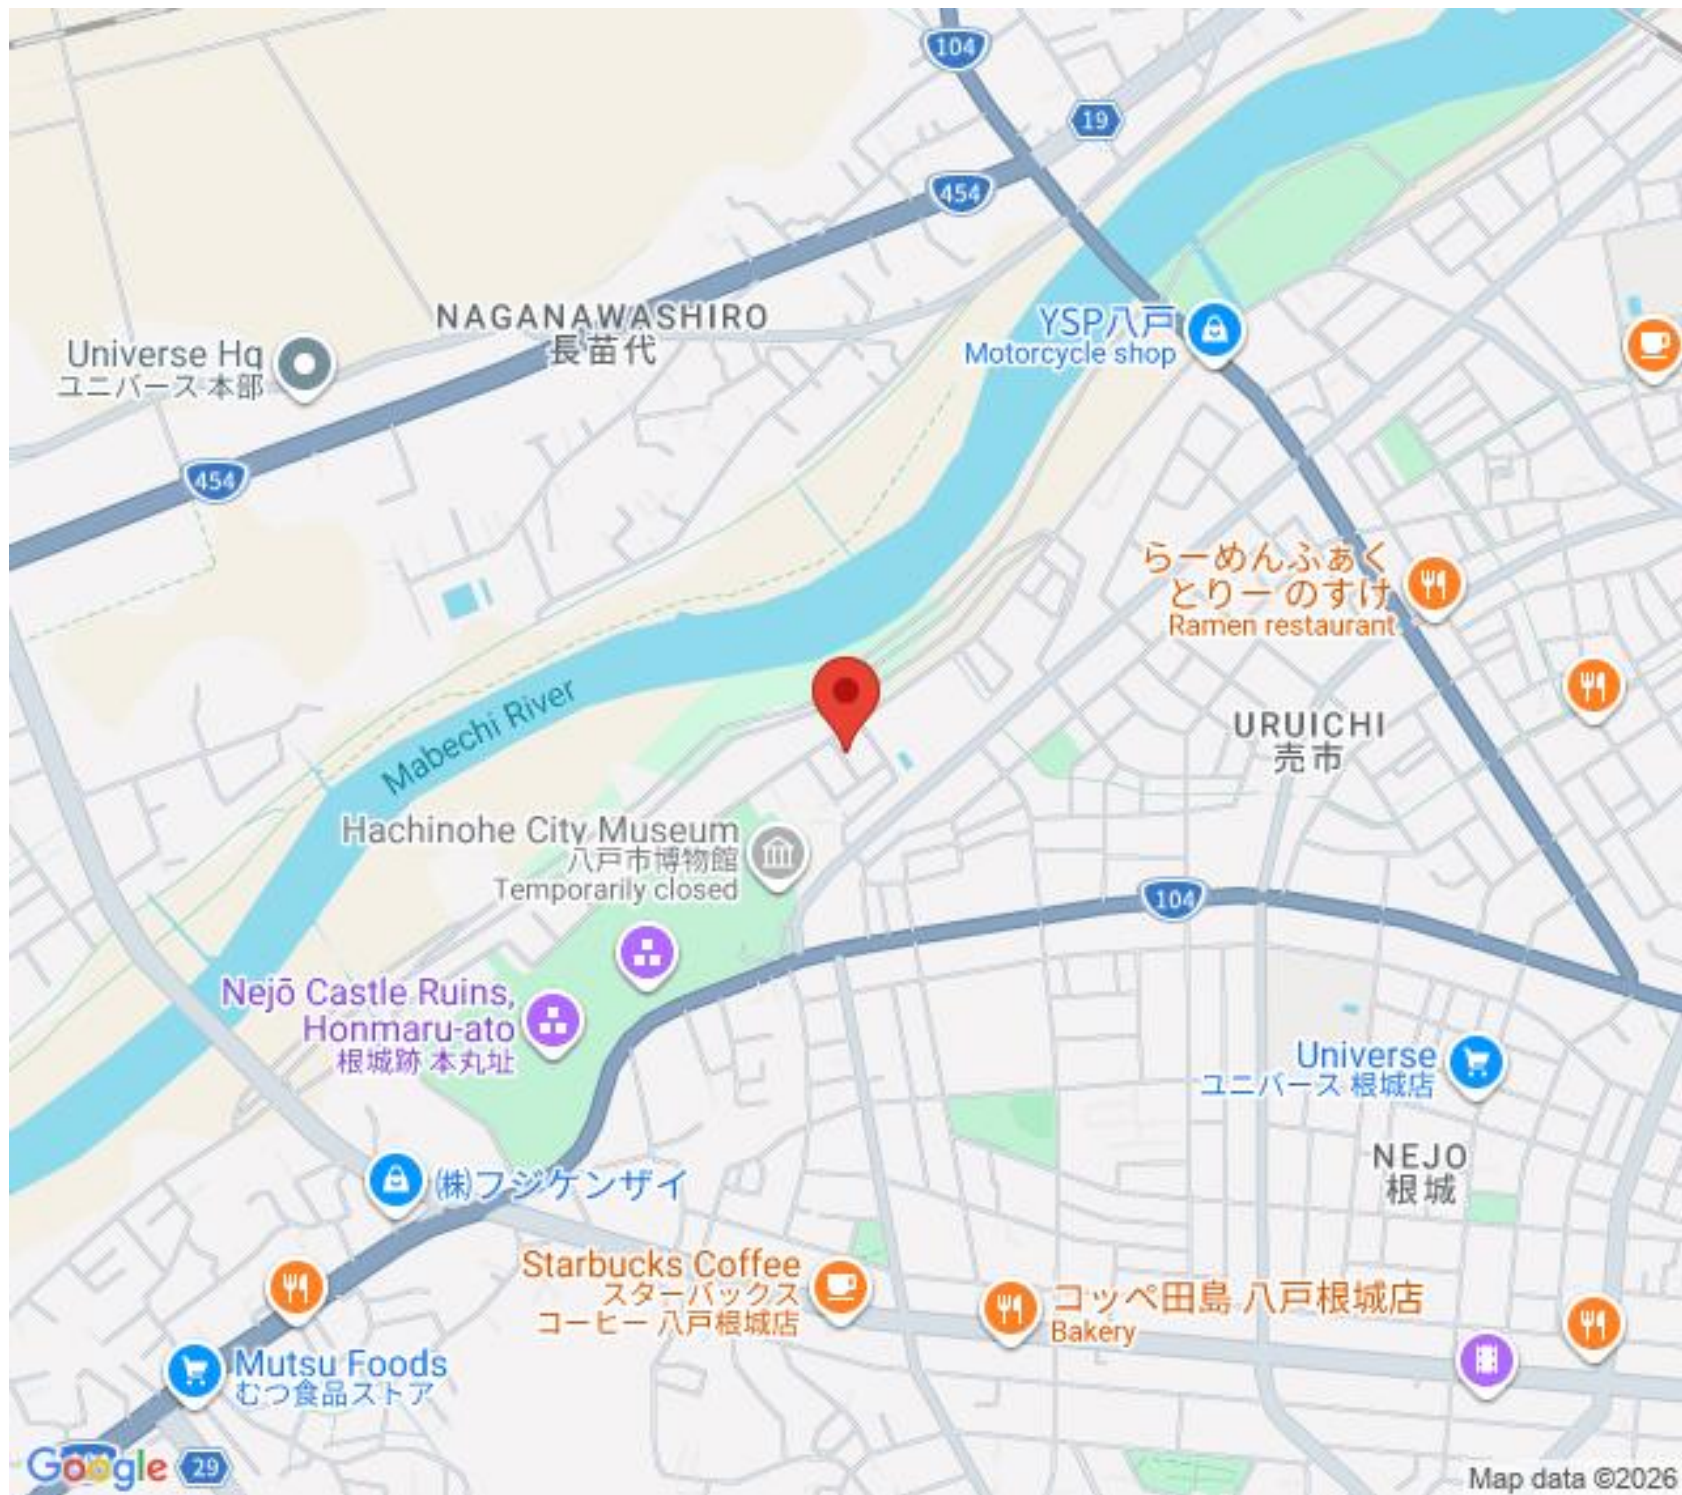 104
19
454
NAGANAWASHIRO
長苗代
YSP八戸
Motorcycle shop
Universe Hq
ユニバース 本部
454
らーめんふぁく
とりー のすけ
Ramen restaurant
Mabechi River
URUICHI
売市
Hachinohe City Museum
八戸市博物館
Temporarily closed
104
Nejō Castle Ruins,
Honmaru-ato
根城跡 本丸址
Universe
ユニバース 根城店
NEJO
根城
㈱フジケンザイ
Starbucks Coffee
スターバックス
コーヒー 八戸根城店
コッペ田島 八戸根城店
Bakery
Mutsu Foods
むつ食品ストア
Google
29
Map data ©2026